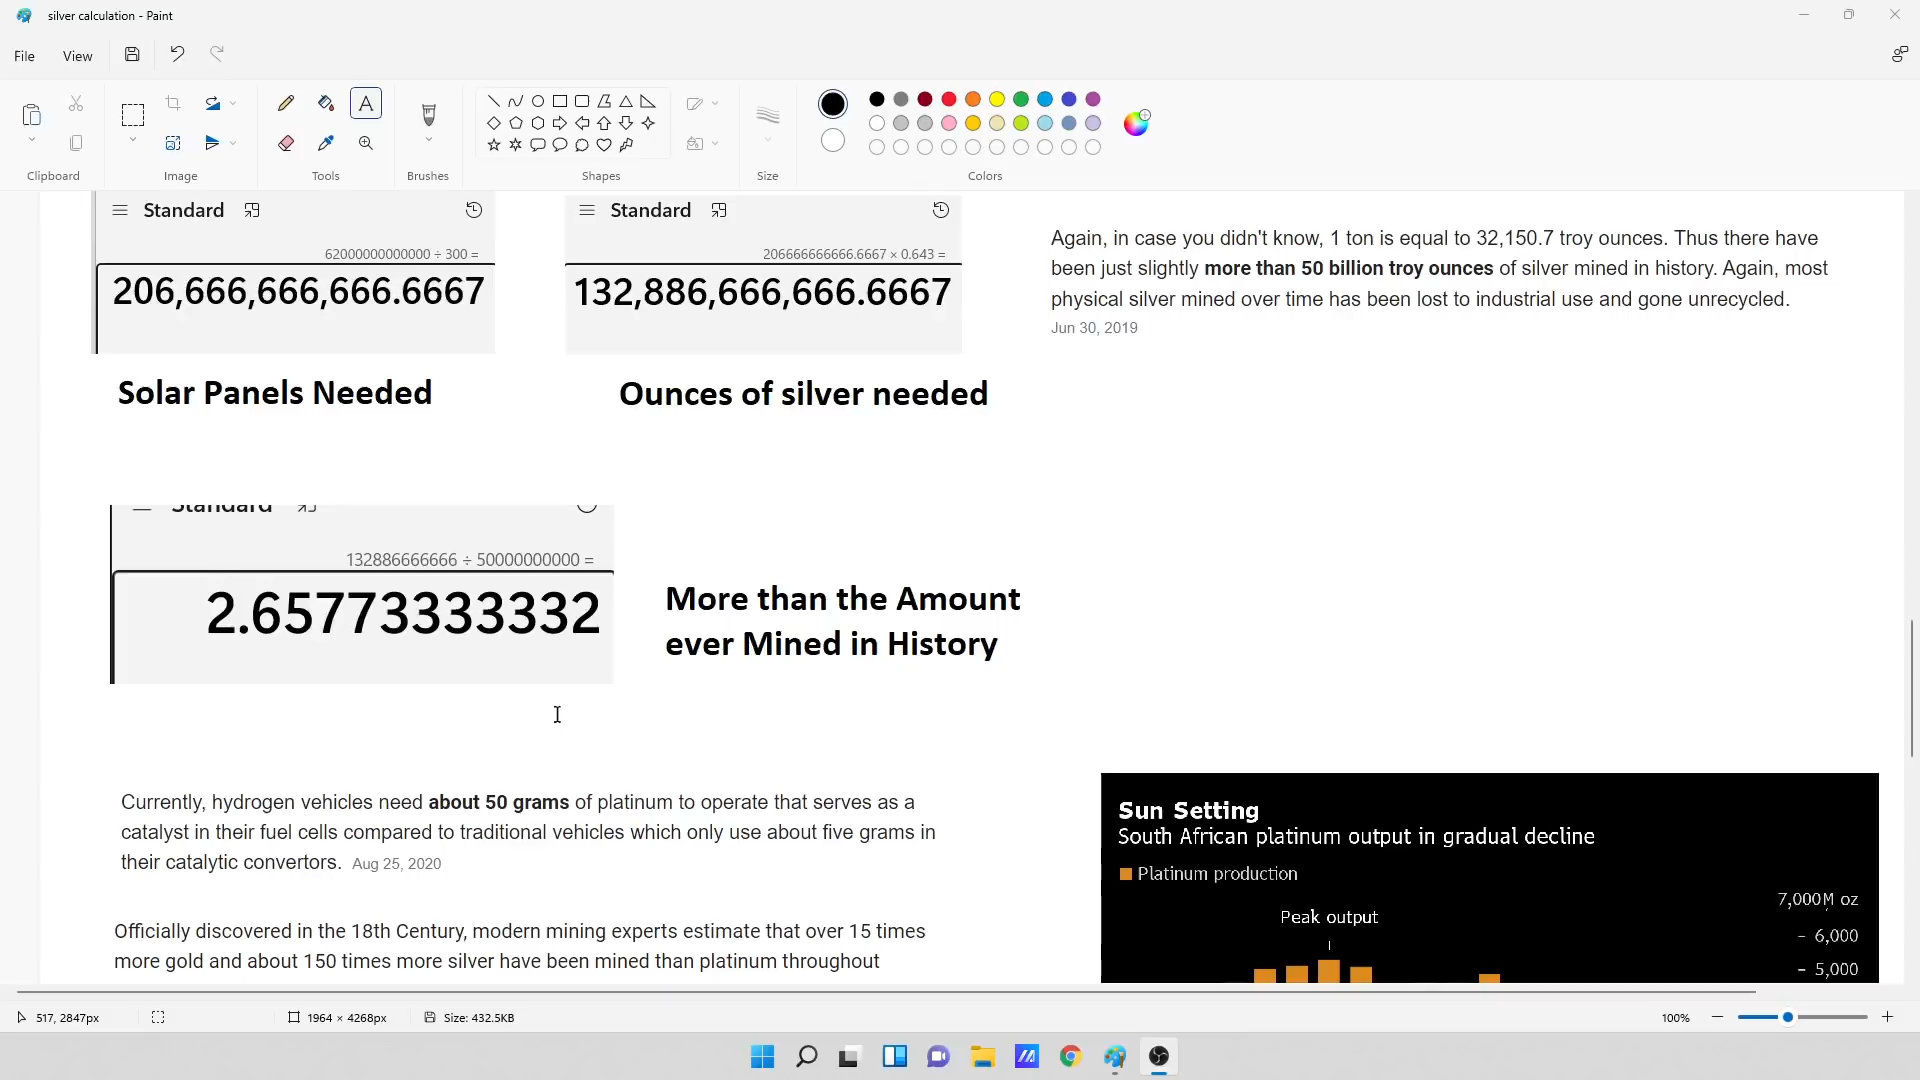 silver calculation - Paint
File
View
Clipboard
Image
Tools
Brushes
Shapes
Size
Colors
Standard
62000000000000 ÷ 300 =
206,666,666,666.6667
Solar Panels Needed
Standard
206666666666.6667 × 0.643 =
132,886,666,666.6667
Ounces of silver needed
Again, in case you didn't know, 1 ton is equal to 32,150.7 troy ounces. Thus there have
been just slightly more than 50 billion troy ounces of silver mined in history. Again, most
physical silver mined over time has been lost to industrial use and gone unrecycled.
Jun 30, 2019
Standard
132886666666 ÷ 50000000000 =
2.65773333332
More than the Amount
ever Mined in History
Currently, hydrogen vehicles need about 50 grams of platinum to operate that serves as a
catalyst in their fuel cells compared to traditional vehicles which only use about five grams in
their catalytic convertors. Aug 25, 2020
Officially discovered in the 18th Century, modern mining experts estimate that over 15 times
more gold and about 150 times more silver have been mined than platinum throughout
Sun Setting
South African platinum output in gradual decline
Platinum production
7,000M oz
Peak output
6,000
5,000
517, 2847px
1964 × 4268px
Size: 432.5KB
100%